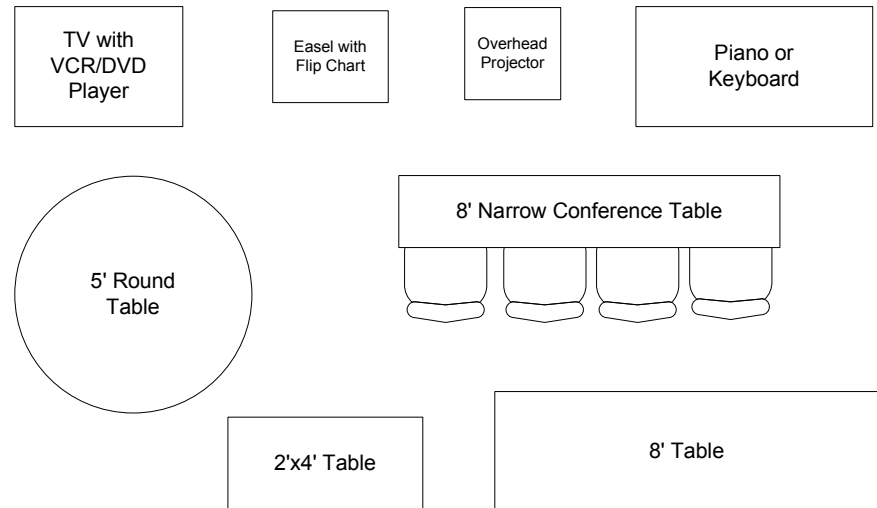 TV with
VCR/DVD
Player
Easel with
Flip Chart
Overhead
Projector
Piano or
Keyboard
5' Round
Table
8' Narrow Conference Table
2'x4' Table
8' Table